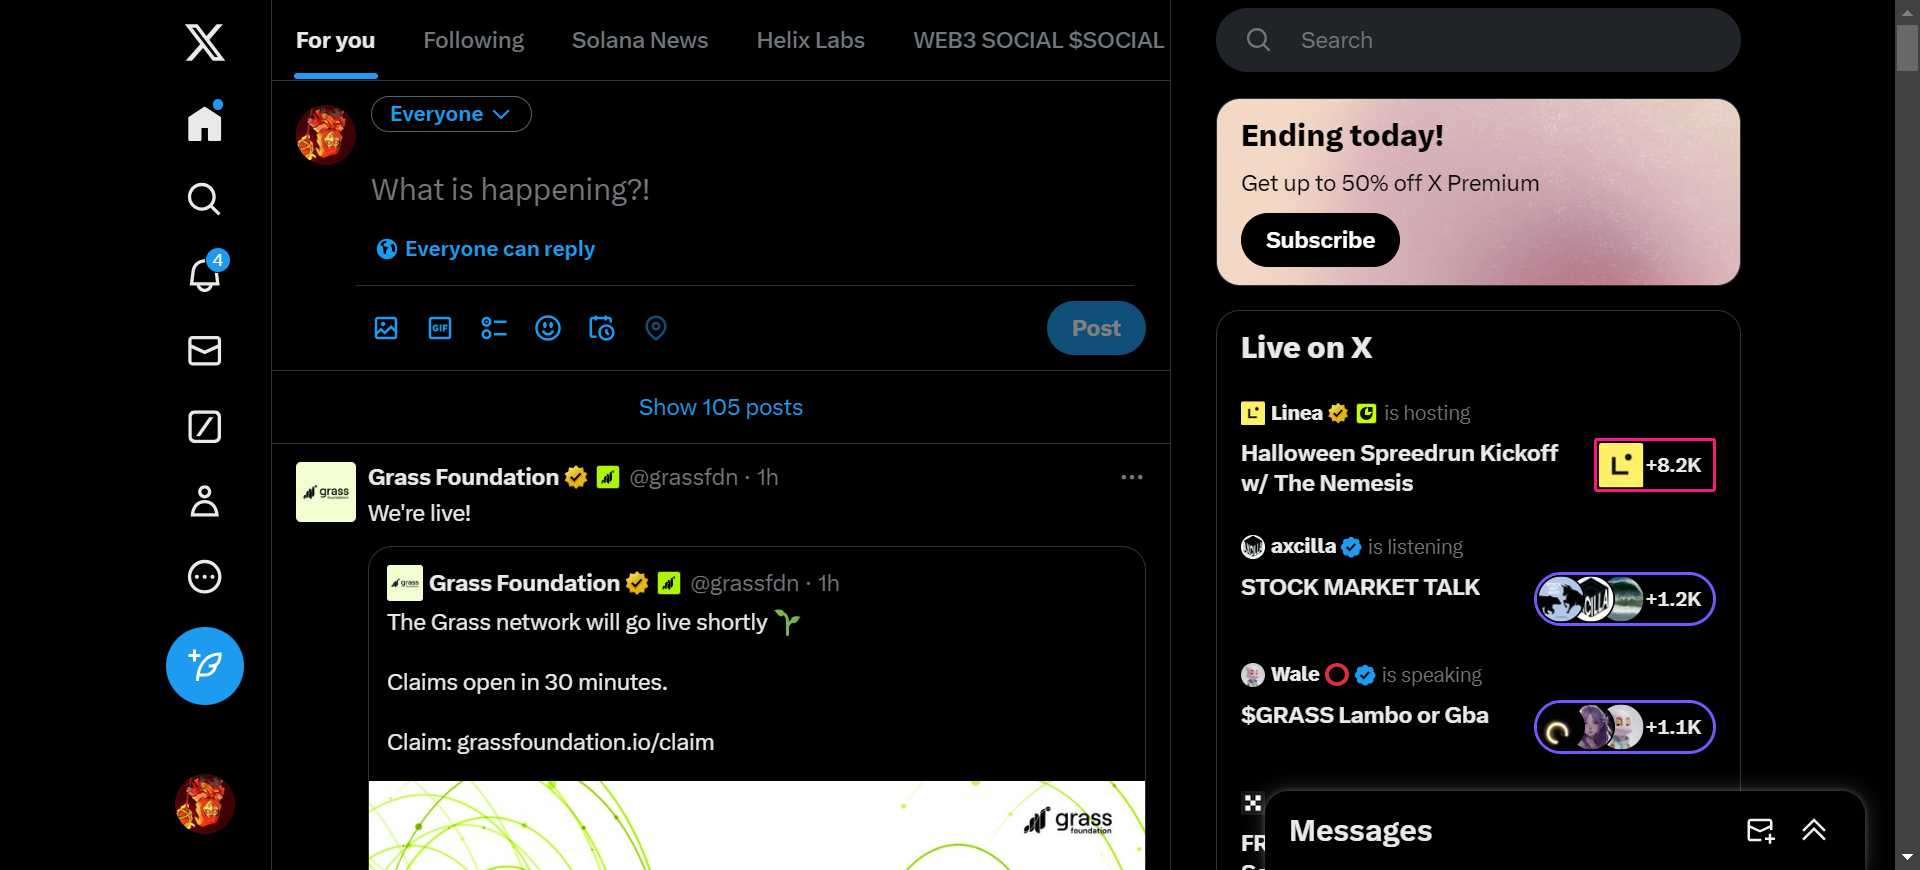 For you
Following
Solana News
Helix Labs
WEB3 SOCIAL $SOCIAL
Everyone
What is happening?!
Everyone can reply
GIF
Post
Show 105 posts
4
grass
foundation
Grass Foundation @grassfdn · 1h
We're live!
grass
Grass Foundation @grassfdn · 1h
The Grass network will go live shortly
Claims open in 30 minutes.
Claim: grassfoundation.io/claim
grass
foundation
Search
Ending today!
Get up to 50% off X Premium
Subscribe
Live on X
Linea is hosting
Halloween Spreedrun Kickoff
w/ The Nemesis
+8.2K
axcilla is listening
STOCK MARKET TALK
+1.2K
Wale is speaking
$GRASS Lambo or Gba
+1.1K
FR
Messages